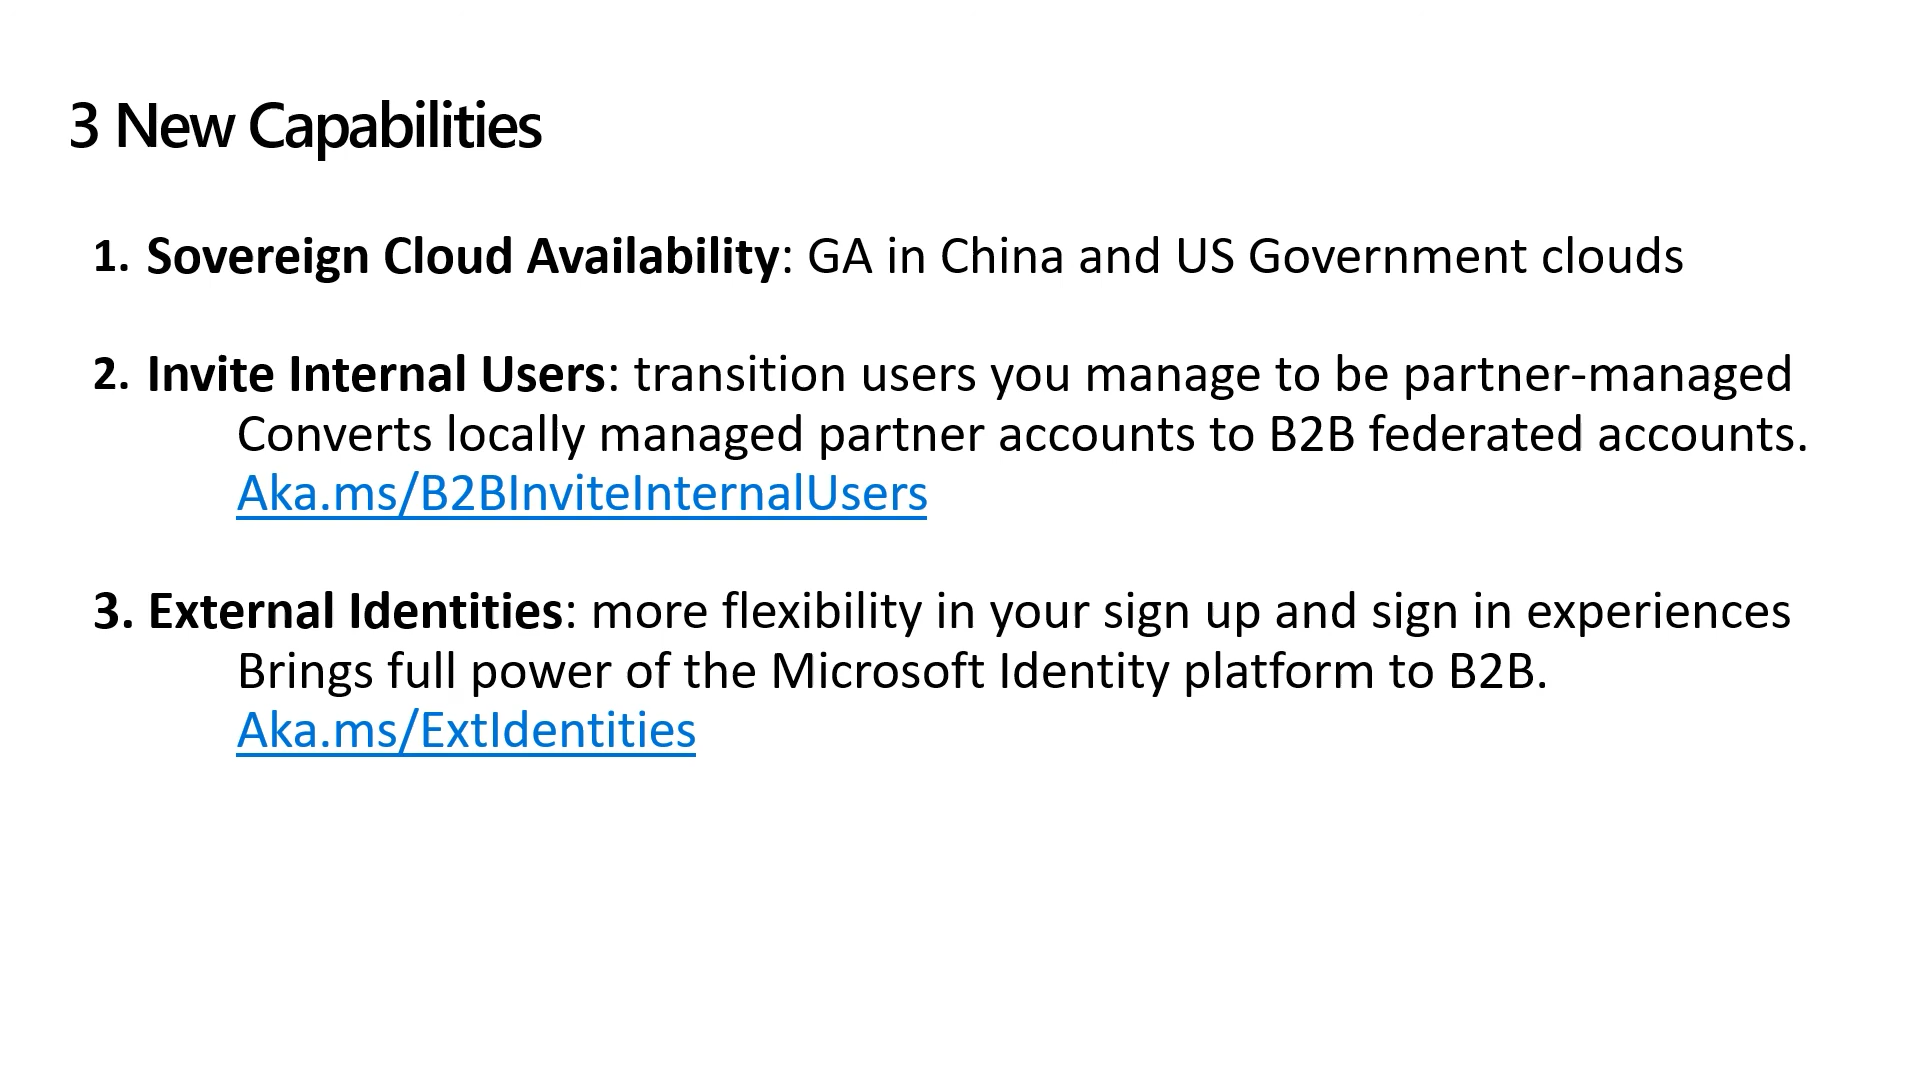 3 New Capabilities
1. Sovereign Cloud Availability: GA in China and US Government clouds
2. Invite Internal Users: transition users you manage to be partner-managed
Converts locally managed partner accounts to B2B federated accounts.
Aka.ms/B2BInviteInternalUsers
3. External Identities: more flexibility in your sign up and sign in experiences
Brings full power of the Microsoft Identity platform to B2B.
Aka.ms/ExtIdentities